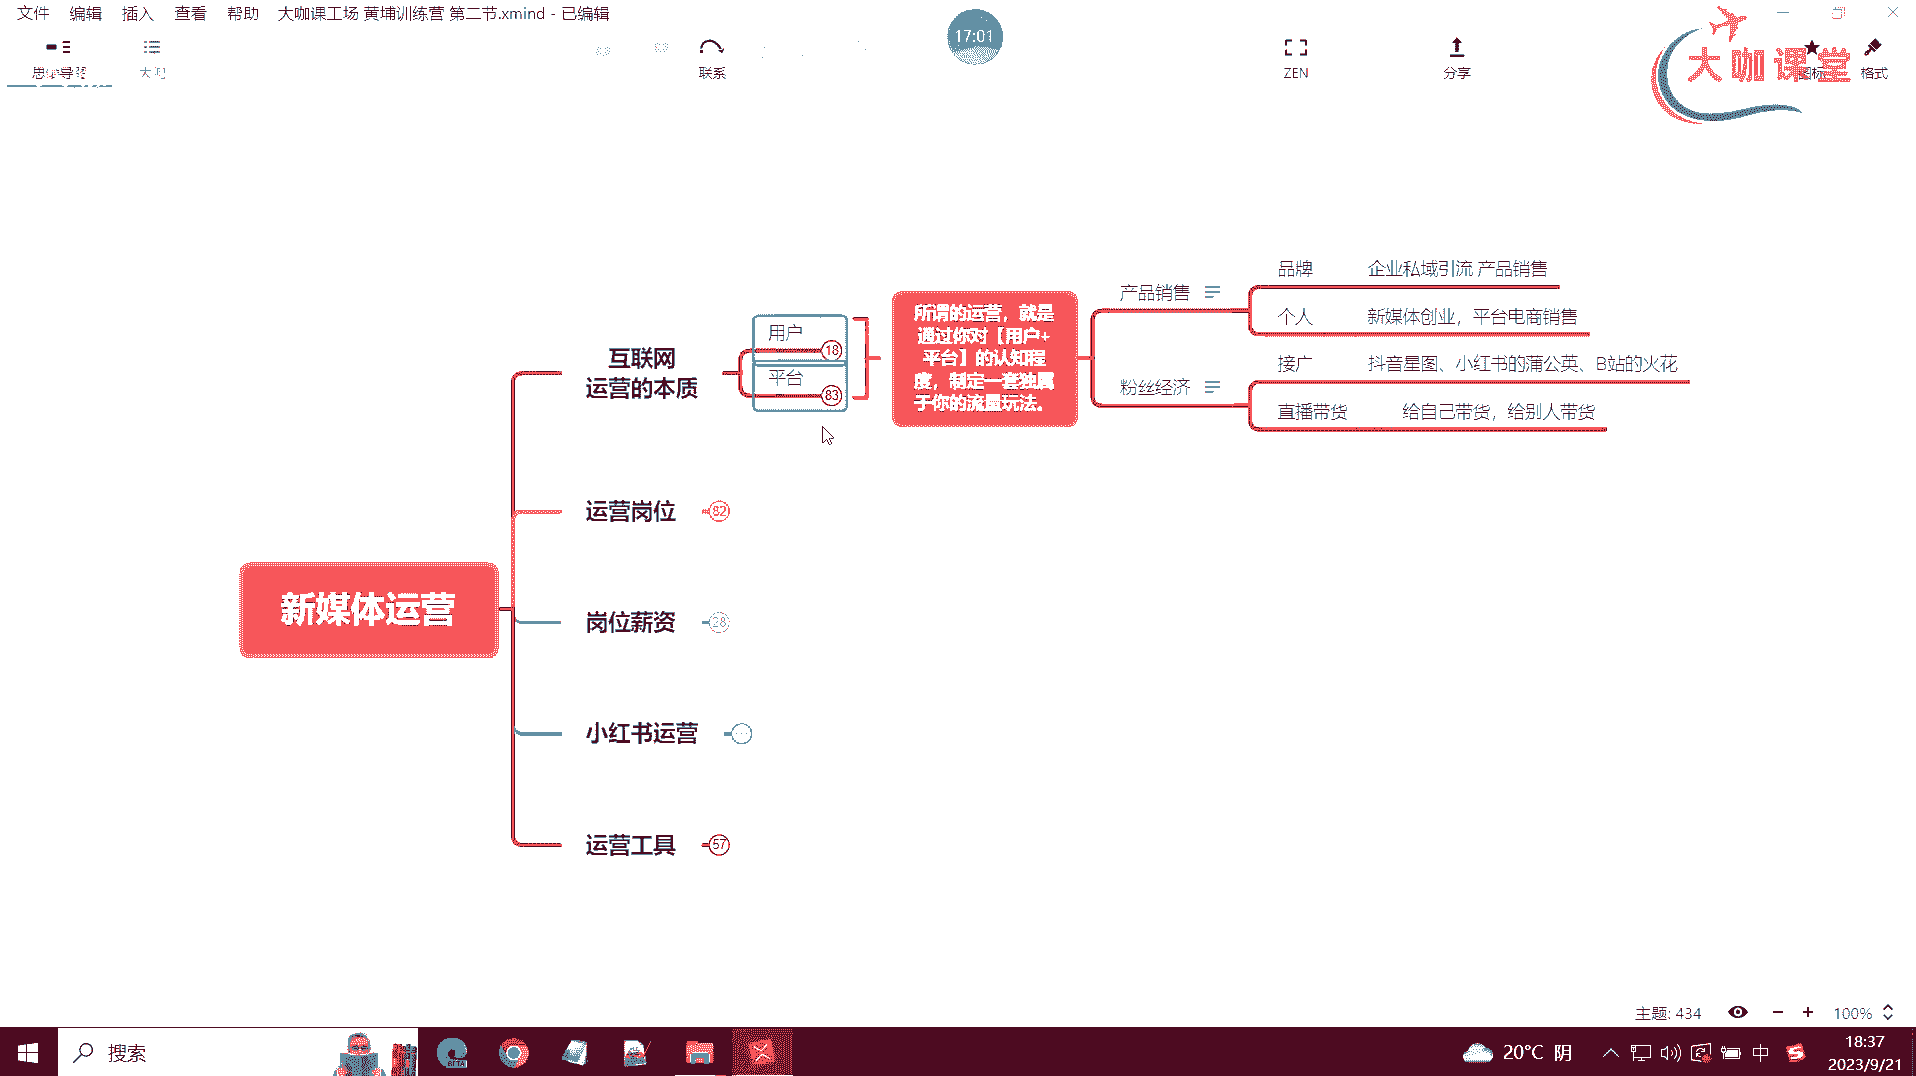 文件 编辑 插入 查看 帮助 大咖课工场 黄埔训练营 第二节.xmind - 已编辑
17:01
联系
ZEN
分享
格式
大咖课堂
品牌 企业私域引流 产品销售
产品销售
个人 新媒体创业，平台电商销售
接广 抖音星图、小红书的蒲公英、B站的火花
粉丝经济
直播带货 给自己带货，给别人带货
所谓的运营，就是
通过你对【用户+
平台】的认知程
度，制定一套独属
于你的流量玩法。
用户
18
平台
83
互联网
运营的本质
运营岗位
82
新媒体运营
岗位薪资
28
小红书运营
运营工具
57
主题: 434
100%
搜索
BETA
20°C 阴
中
18:37
2023/9/21